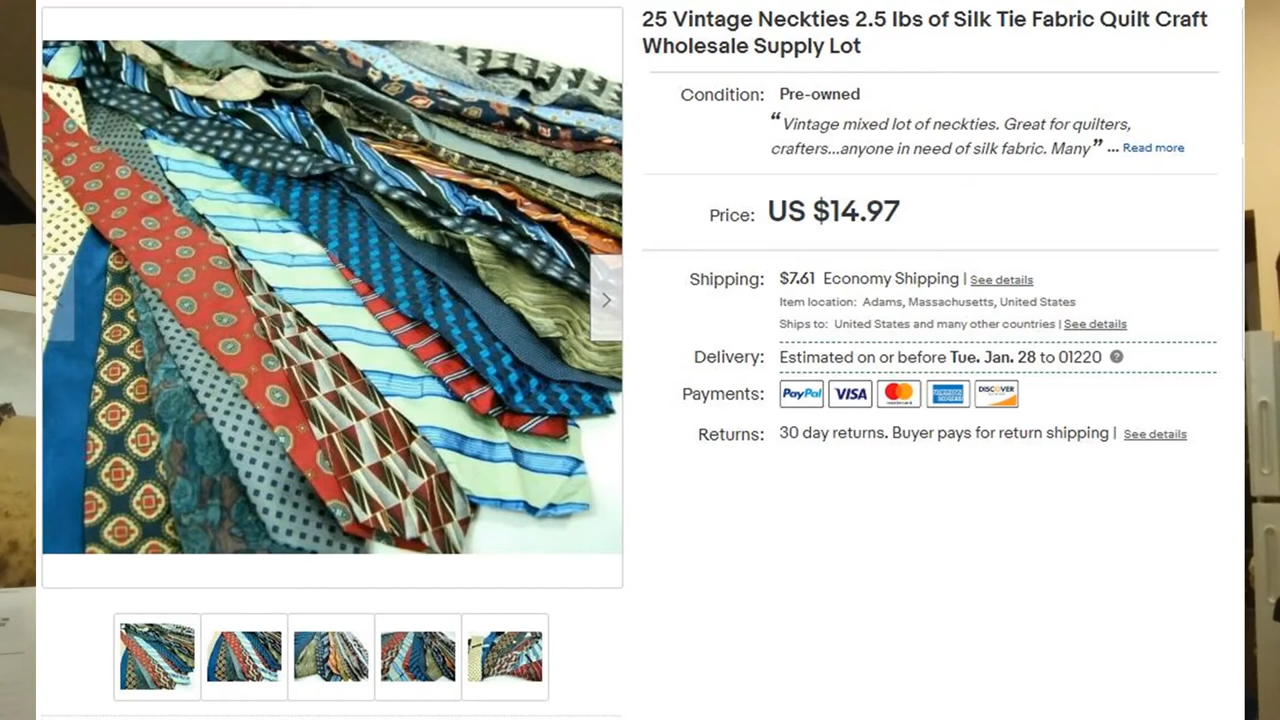 25 Vintage Neckties 2.5 lbs of Silk Tie Fabric Quilt Craft
Wholesale Supply Lot
Condition: Pre-owned
“Vintage mixed lot of neckties. Great for quilters,
crafters...anyone in need of silk fabric. Many” ... Read more
Price: US $14.97
Shipping: $7.61 Economy Shipping | See details
Item location: Adams, Massachusetts, United States
Ships to: United States and many other countries | See details
Delivery: Estimated on or before Tue. Jan. 28 to 01220 ?
Payments: PayPal VISA mastercard AMERICAN EXPRESS DISCOVER
Returns: 30 day returns. Buyer pays for return shipping | See details